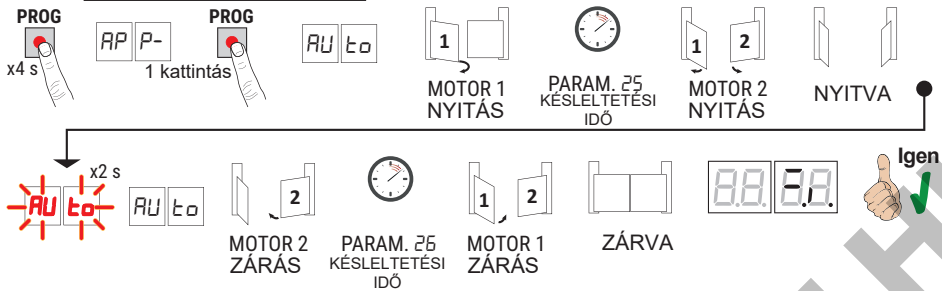 PROG
x4 s
AP P-
PROG
1 kattintás
AU to
1
MOTOR 1
NYITÁS
PARAM. 25
KÉSLELTETÉSI
IDŐ
1 2
MOTOR 2
NYITÁS
NYITVA
AU to
x2 s
AU to
2
MOTOR 2
ZÁRÁS
PARAM. 26
KÉSLELTETÉSI
IDŐ
1 2
MOTOR 1
ZÁRÁS
ZÁRVA
Igen